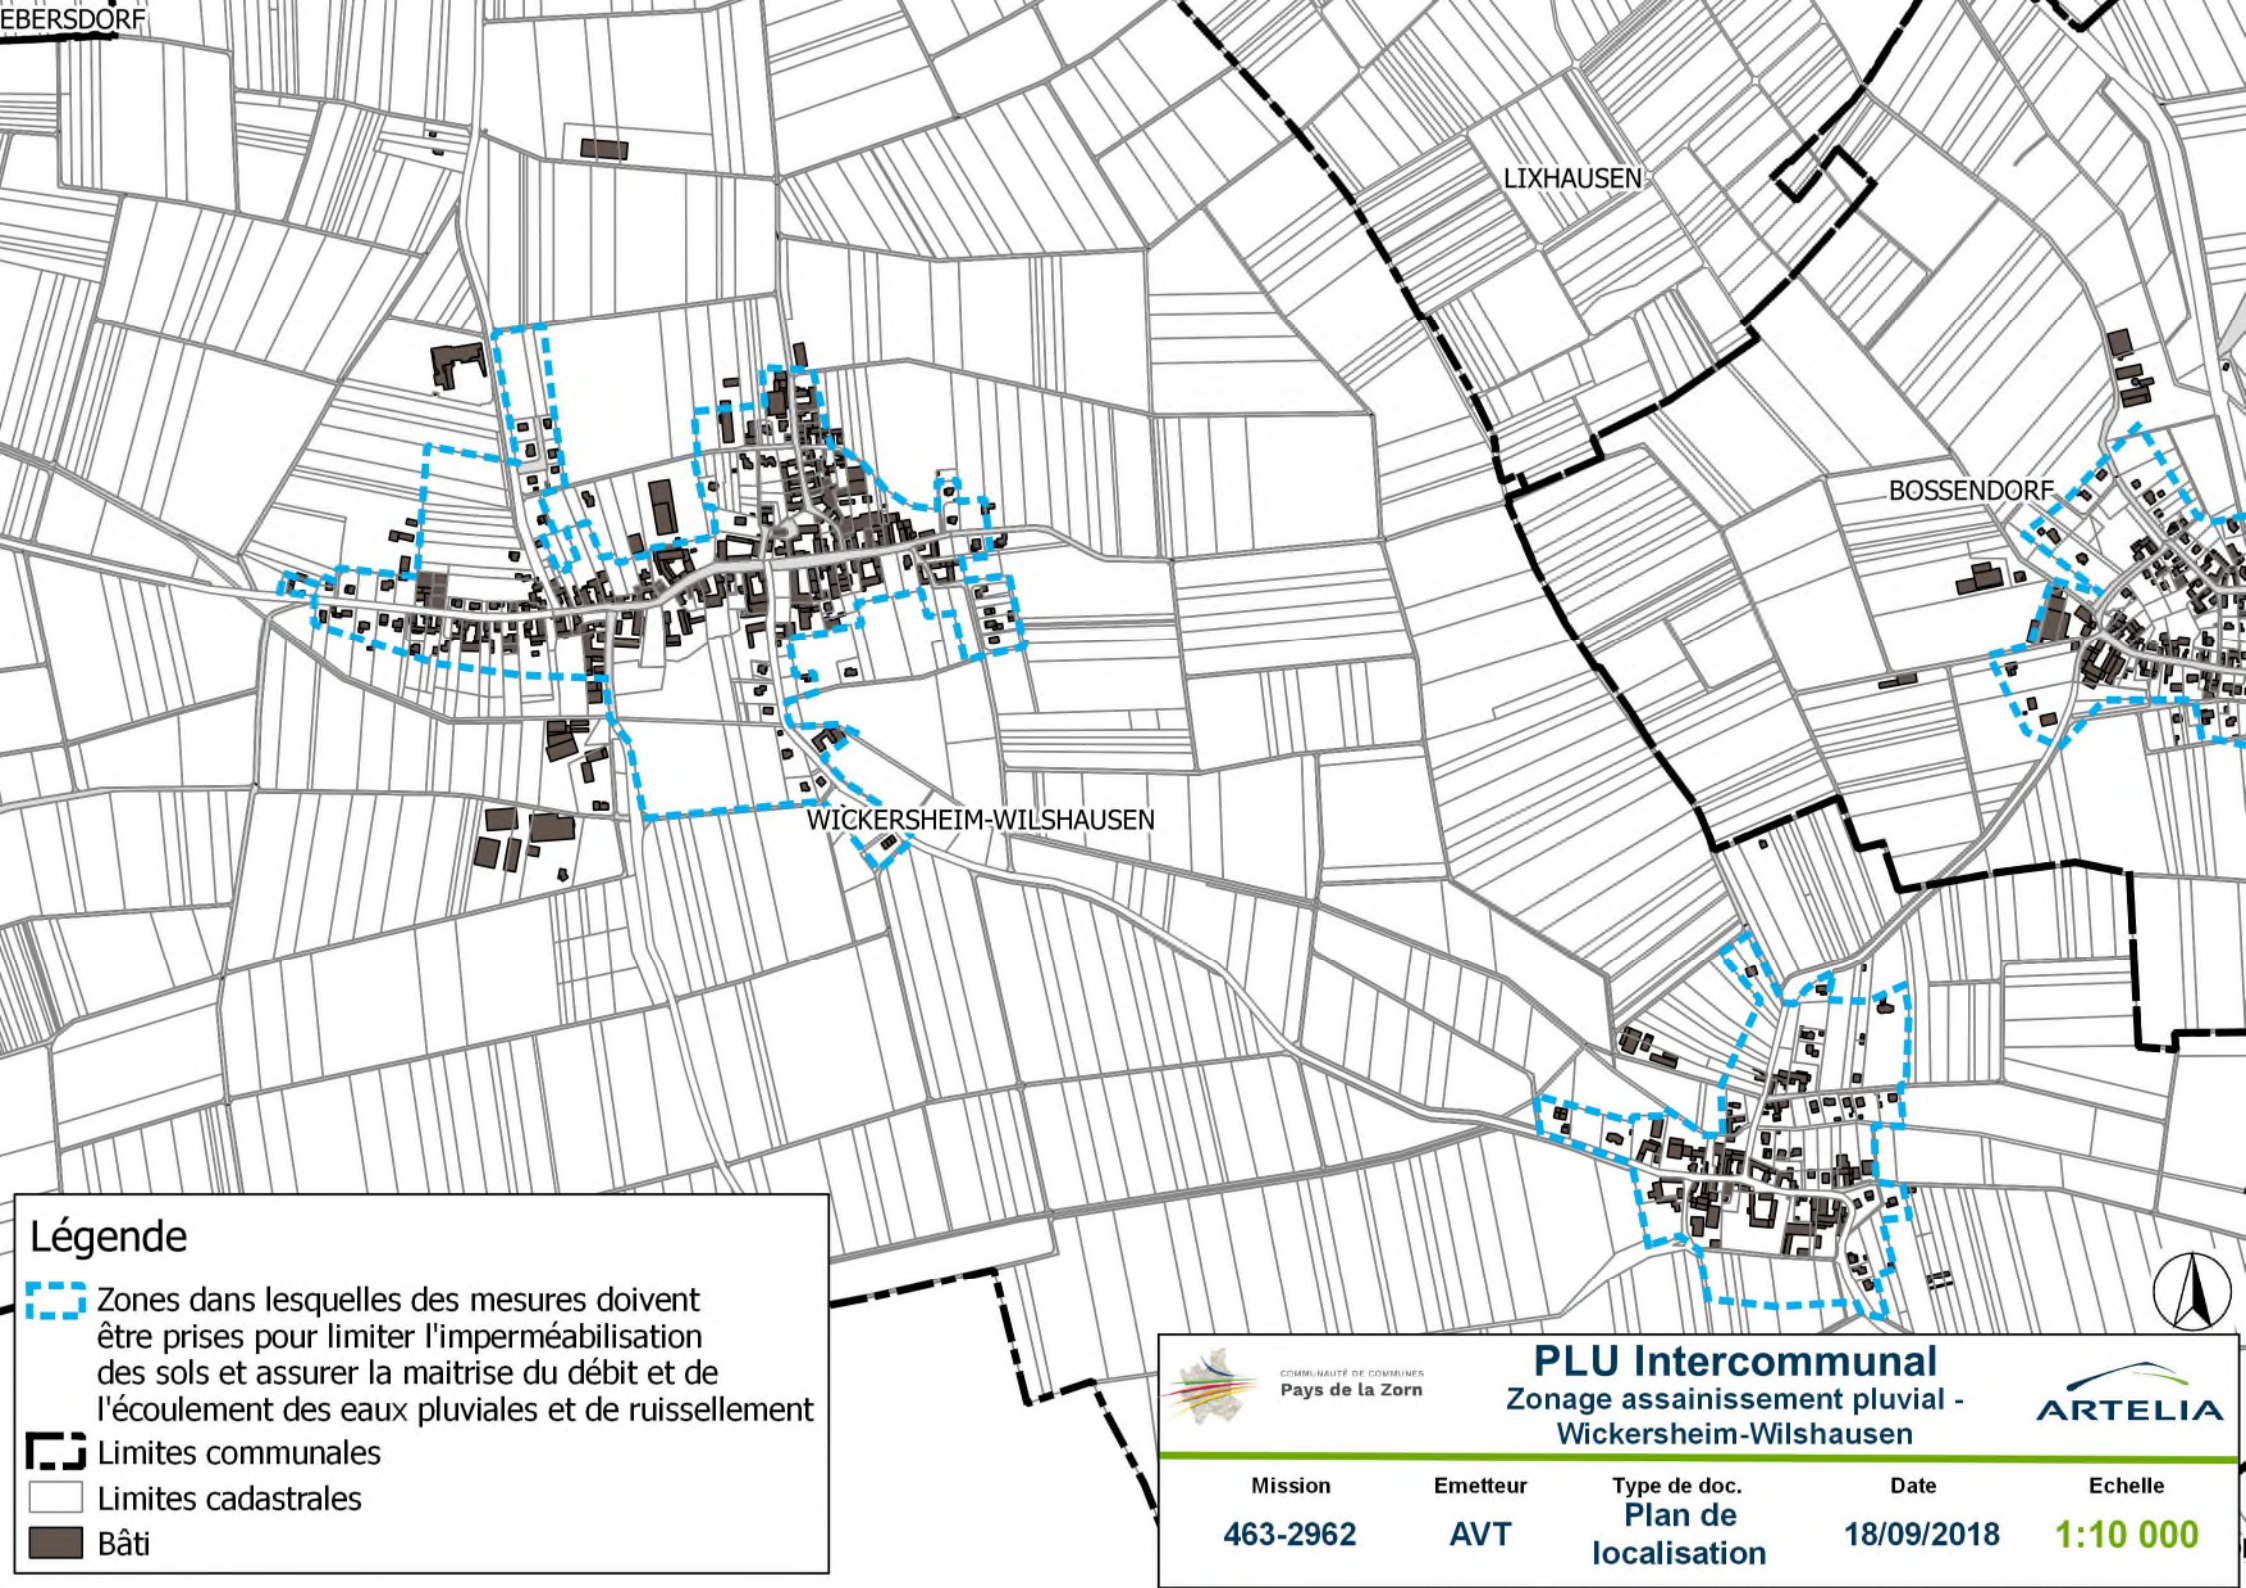 EBERSDORF
LIXHAUSEN
BOSSENDORF
WICKERSHEIM-WILSHAUSEN
Légende
Zones dans lesquelles des mesures doivent
être prises pour limiter l'imperméabilisation
des sols et assurer la maitrise du débit et de
l'écoulement des eaux pluviales et de ruissellement
Limites communales
Limites cadastrales
Bâti
COMMUNAUTÉ DE COMMUNES
Pays de la Zorn
PLU Intercommunal
Zonage assainissement pluvial -
Wickersheim-Wilshausen
ARTELIA
Mission
463-2962
Emetteur
AVT
Type de doc.
Plan de
localisation
Date
18/09/2018
Echelle
1:10 000